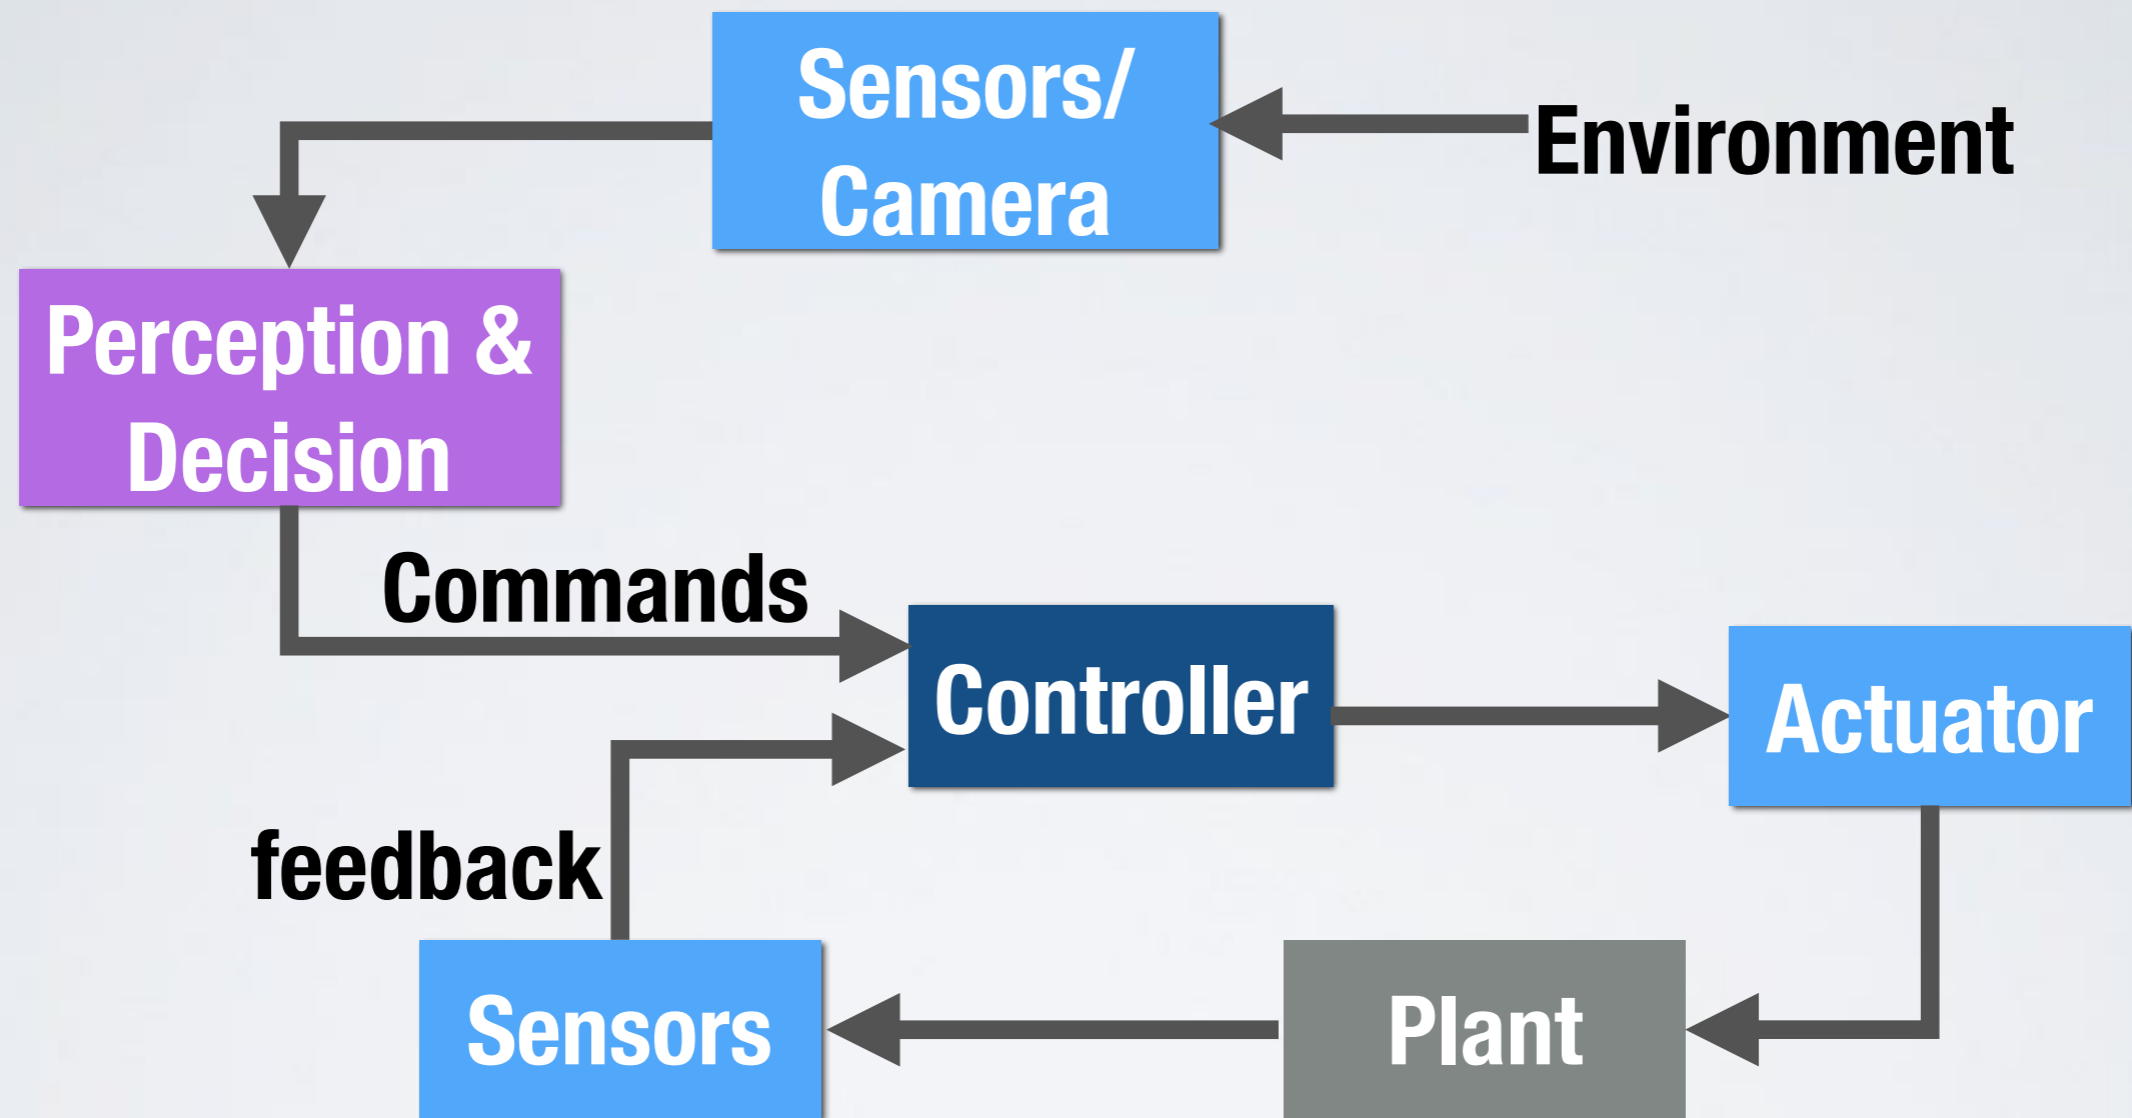 Sensors/
Camera
Environment
Perception &
Decision
Commands
Controller
Actuator
feedback
Sensors
Plant